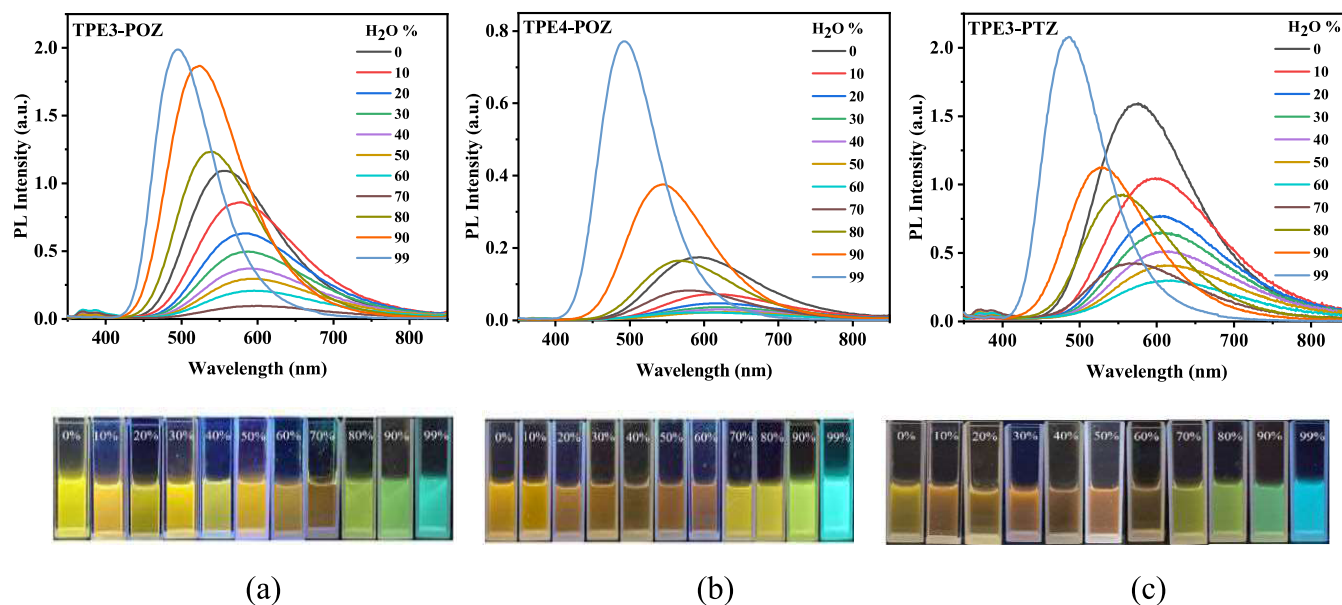 TPE3-POZ
H₂O %
0
10
20
30
40
50
60
70
80
90
99
2.0
1.5
1.0
0.5
0.0
PL Intensity (a.u.)
400 500 600 700 800
Wavelength (nm)
0% 10% 20% 30% 40% 50% 60% 70% 80% 90% 99%
(a)
TPE4-POZ
H₂O %
0
10
20
30
40
50
60
70
80
90
99
0.8
0.6
0.4
0.2
0.0
PL Intensity (a.u.)
400 500 600 700 800
Wavelength (nm)
0% 10% 20% 30% 40% 50% 60% 70% 80% 90% 99%
(b)
TPE3-PTZ
H₂O %
0
10
20
30
40
50
60
70
80
90
99
2.0
1.5
1.0
0.5
0.0
PL Intensity (a.u.)
400 500 600 700 800
Wavelength (nm)
0% 10% 20% 30% 40% 50% 60% 70% 80% 90% 99%
(c)